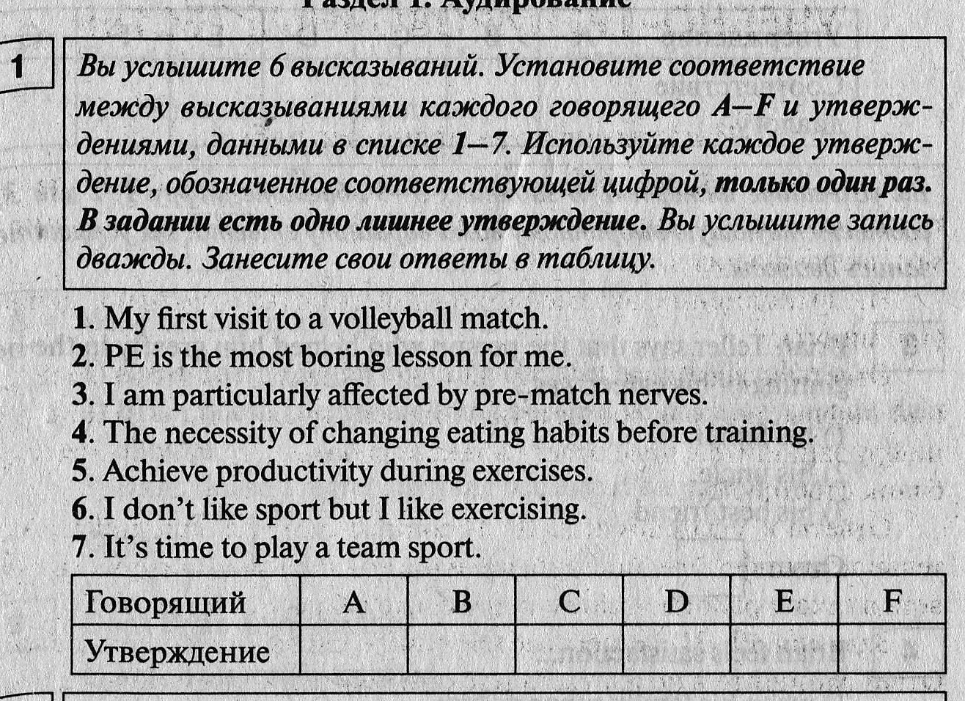 Раздел 1. Аудирование
1
Вы услышите 6 высказываний. Установите соответствие
между высказываниями каждого говорящего A–F и утверж-
дениями, данными в списке 1–7. Используйте каждое утверж-
дение, обозначенное соответствующей цифрой, только один раз.
В задании есть одно лишнее утверждение. Вы услышите запись
дважды. Занесите свои ответы в таблицу.
1. My first visit to a volleyball match.
2. PE is the most boring lesson for me.
3. I am particularly affected by pre-match nerves.
4. The necessity of changing eating habits before training.
5. Achieve productivity during exercises.
6. I don't like sport but I like exercising.
7. It's time to play a team sport.
Говорящий A B C D E F
Утверждение